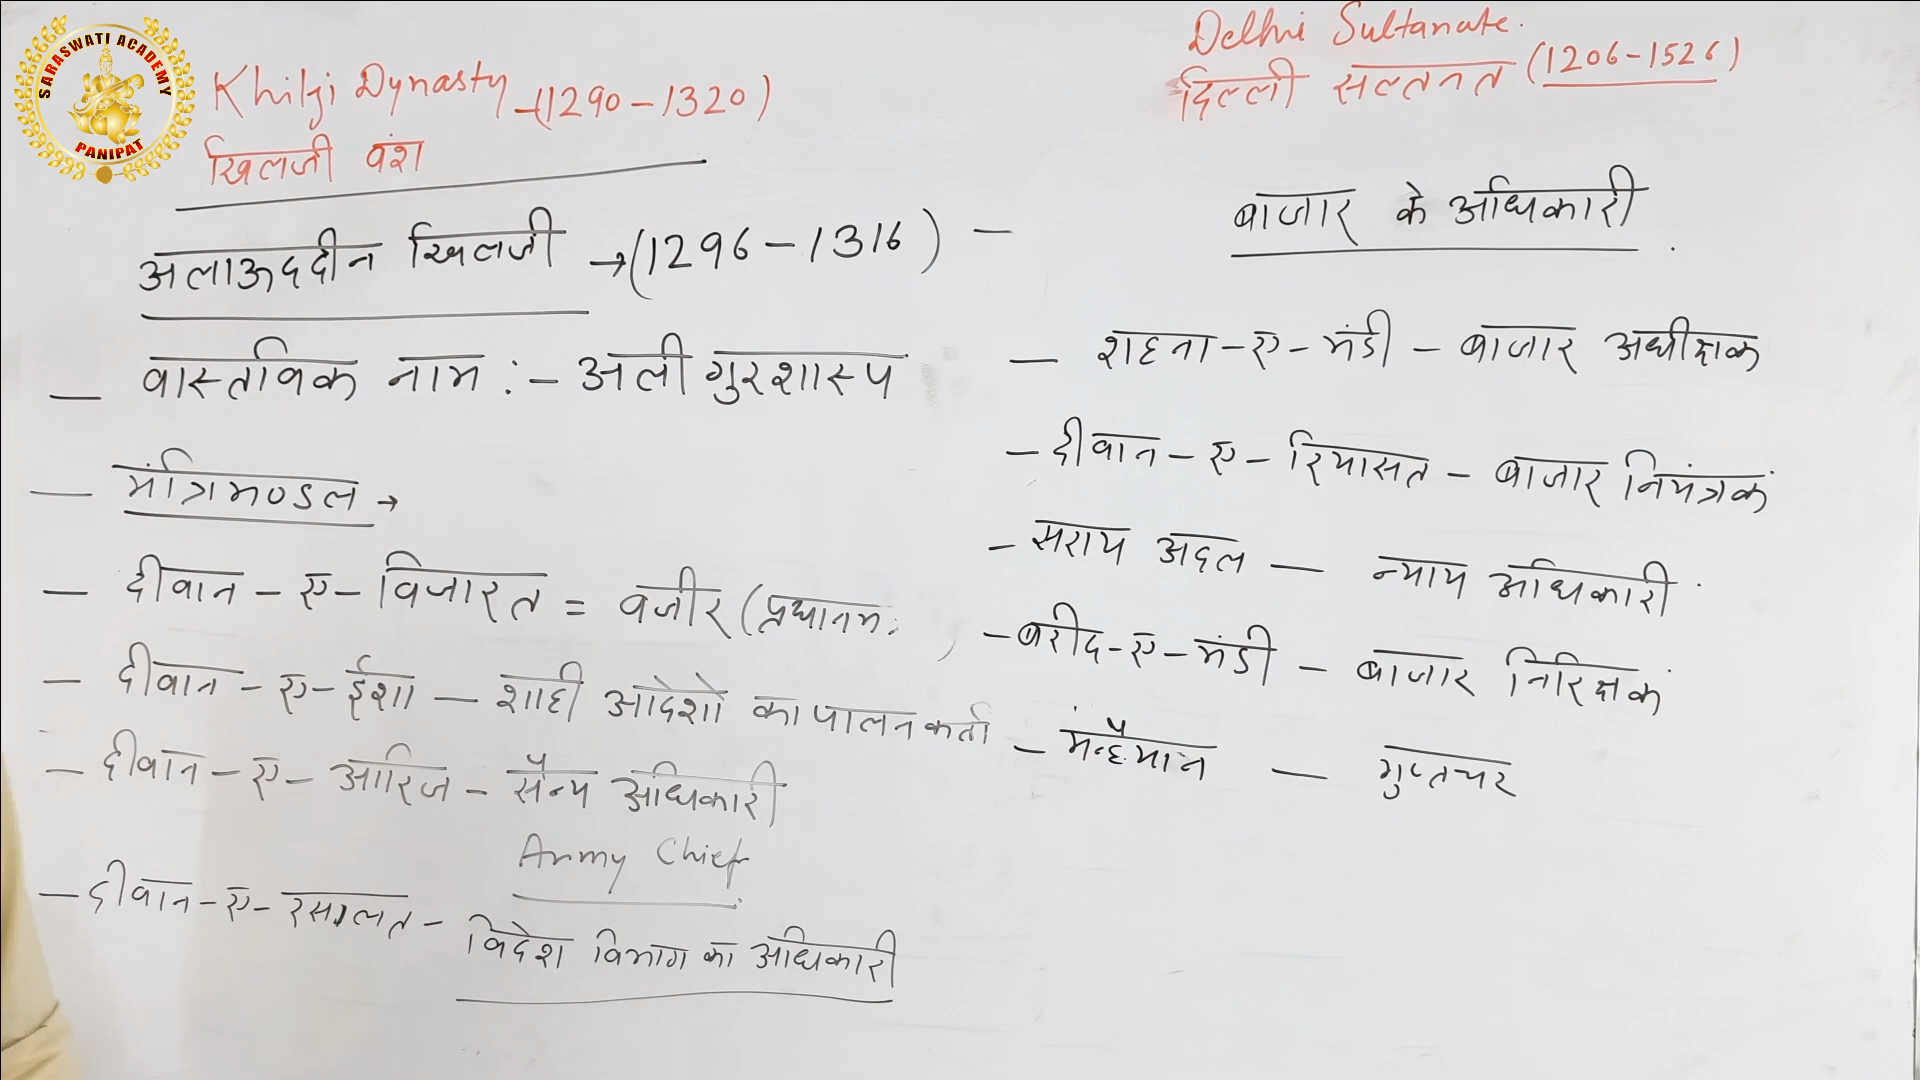 SARASWATI ACADEMY
PANIPAT
Khilji Dynasty -(1290-1320)
खिलजी वंश
अलाऊददीन खिलजी →(1296-1316) -
- वास्तविक नाम :- अली गुरशास्प
- मंत्रिमण्डल →
- दीवान-ए-विजारत = वजीर (प्रधानम
- दीवान-ए-ईशा - शाही आदेशो का पालनकर्ता
- दीवान-ए-आरिज - सैन्य अधिकारी
Army Chief
- दीवान-ए-रसालत - विदेश विभाग का अधिकारी
Delhi Sultanate.
दिल्ली सल्तनत (1206-1526)
बाजार के अधिकारी
- शहना-ए-मंडी - बाजार अधीक्षक
- दीवान-ए-रियासत - बाजार नियंत्रक
- सराय अदल - न्याय अधिकारी
- बरीद-ए-मंडी - बाजार निरिक्षक
- - गुप्तचर